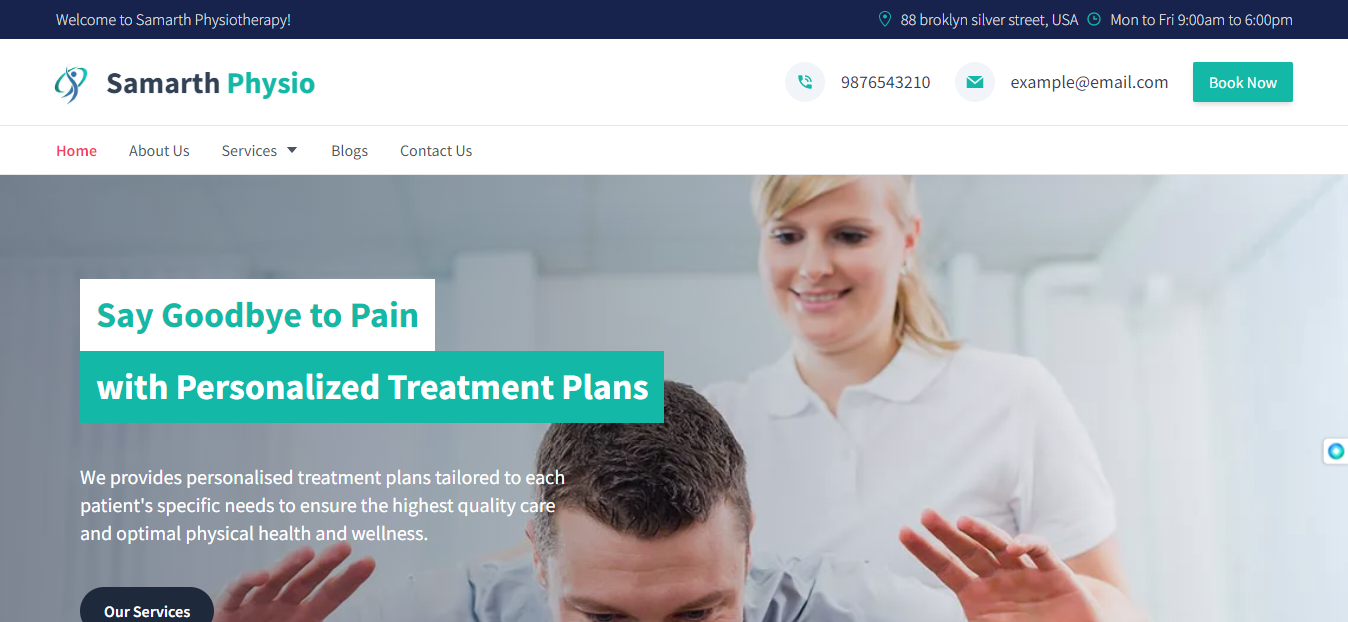 Welcome to Samarth Physiotherapy!
88 broklyn silver street, USA
Mon to Fri 9:00am to 6:00pm
Samarth Physio
9876543210
example@email.com
Book Now
Home
About Us
Services
Blogs
Contact Us
Say Goodbye to Pain
with Personalized Treatment Plans
We provides personalised treatment plans tailored to each
patient's specific needs to ensure the highest quality care
and optimal physical health and wellness.
Our Services